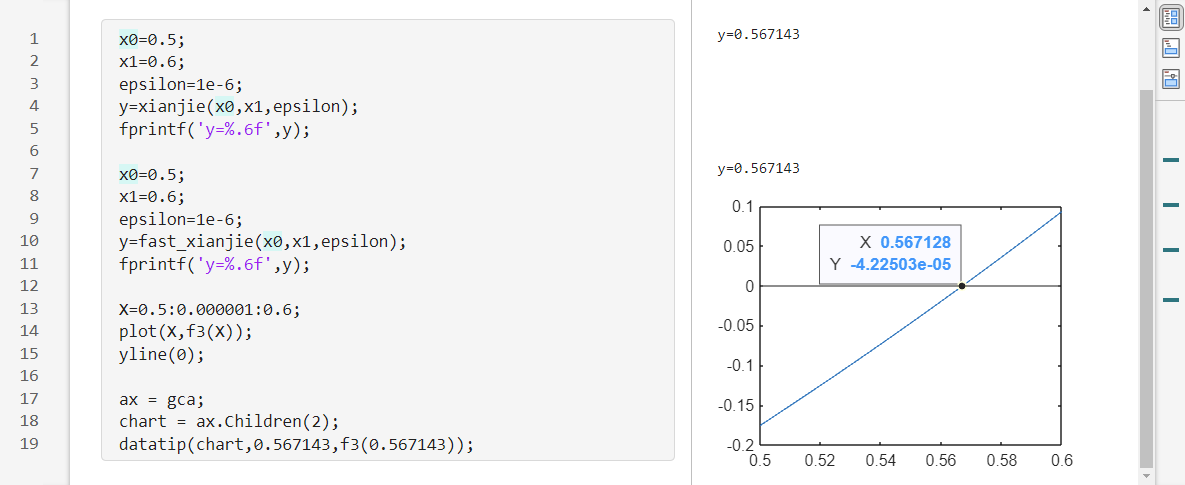 1 x0=0.5;
2 x1=0.6;
3 epsilon=1e-6;
4 y=xianjie(x0,x1,epsilon);
5 fprintf('y=%.6f',y);
6
7 x0=0.5;
8 x1=0.6;
9 epsilon=1e-6;
10 y=fast_xianjie(x0,x1,epsilon);
11 fprintf('y=%.6f',y);
12
13 X=0.5:0.000001:0.6;
14 plot(X,f3(X));
15 yline(0);
16
17 ax = gca;
18 chart = ax.Children(2);
19 datatip(chart,0.567143,f3(0.567143));
y=0.567143
y=0.567143
0.1
X 0.567128
0.05
Y -4.22503e-05
0
-0.05
-0.1
-0.15
-0.2
0.5 0.52 0.54 0.56 0.58 0.6